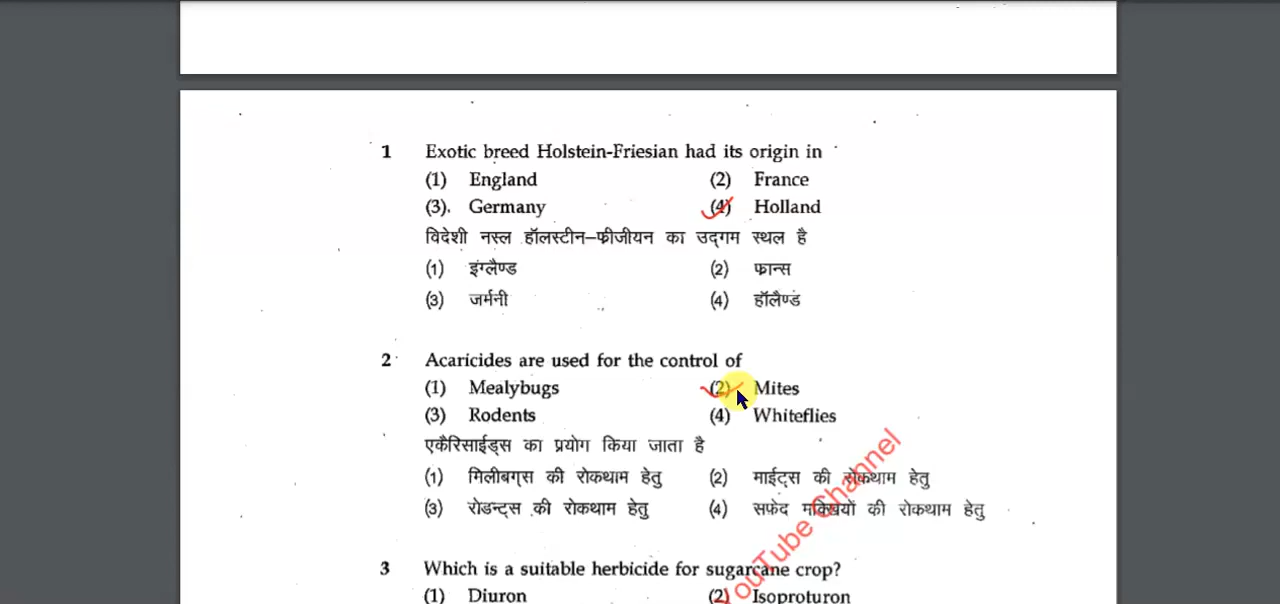 1 Exotic breed Holstein-Friesian had its origin in
(1) England (2) France
(3). Germany (4) Holland
विदेशी नस्ल हॉलस्टीन–फ्रीजीयन का उद्गम स्थल है
(1) इंग्लैण्ड (2) फ्रान्स
(3) जर्मनी (4) हॉलैण्ड
2 Acaricides are used for the control of
(1) Mealybugs (2) Mites
(3) Rodents (4) Whiteflies
एकैरिसाईड्स का प्रयोग किया जाता है
(1) मिलीबग्स की रोकथाम हेतु (2) माईट्स की रोकथाम हेतु
(3) रोडन्ट्स की रोकथाम हेतु (4) सफेद मक्खियों की रोकथाम हेतु
YouTube Channel
3 Which is a suitable herbicide for sugarcane crop?
(1) Diuron (2) Isoproturon